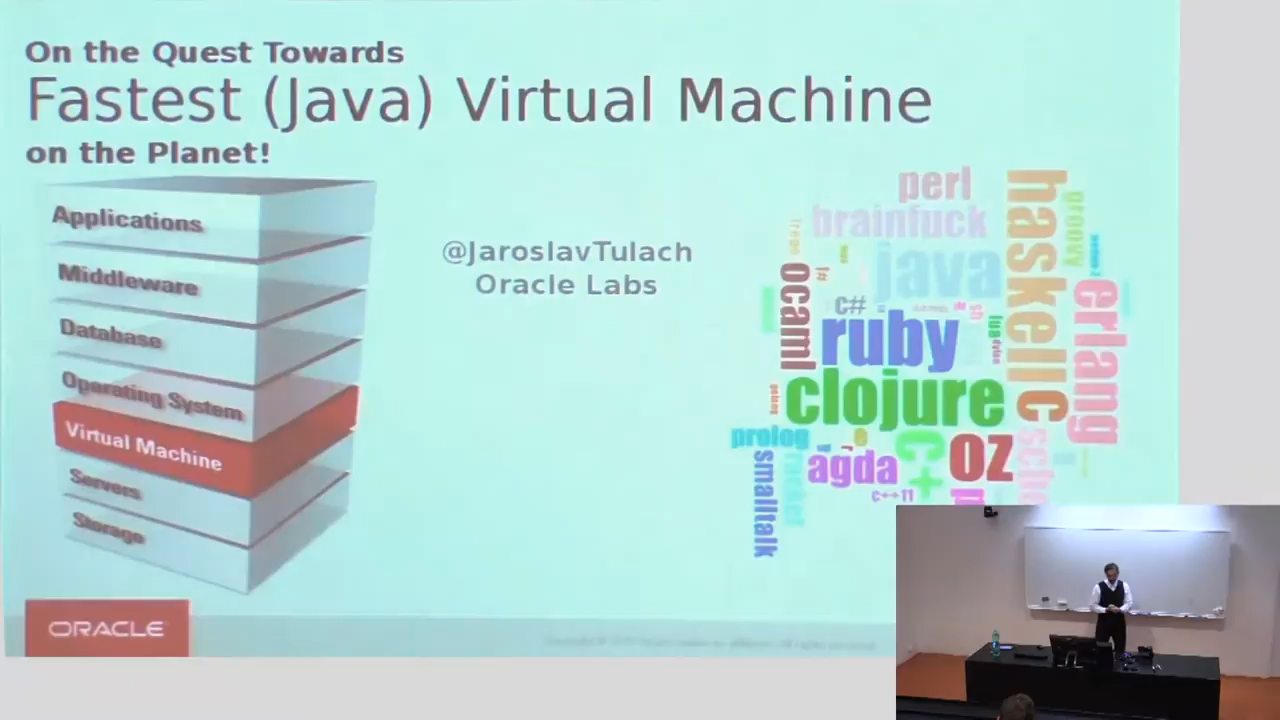 On the Quest Towards
Fastest (Java) Virtual Machine
on the Planet!
Applications
Middleware
Database
Operating System
Virtual Machine
Servers
Storage
@JaroslavTulach
Oracle Labs
perl
brainfuck
java
haskell
groovy
ocaml
c#
ruby
erlang
clojure
c
prolog
agda
c++
oz
c++11
smalltalk
ORACLE